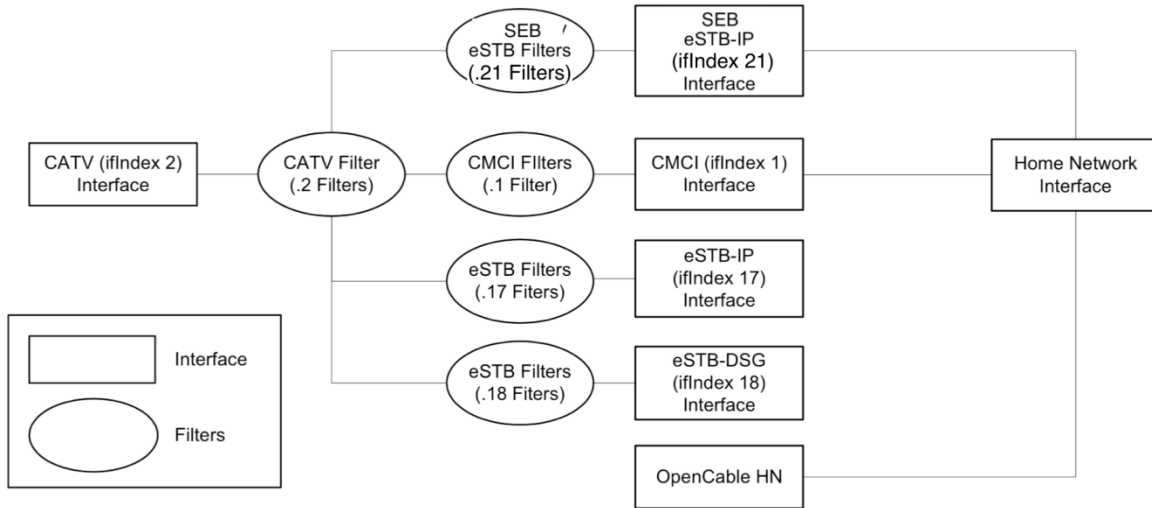 SEB
eSTB Filters
(.21 Filters)
SEB
eSTB-IP
(ifIndex 21)
Interface
CATV (ifIndex 2)
Interface
CATV Filter
(.2 Filters)
CMCI FIlters
(.1 Filter)
CMCI (ifIndex 1)
Interface
Home Network
Interface
eSTB Filters
(.17 Fiters)
eSTB-IP
(ifIndex 17)
Interface
eSTB Filters
(.18 Fiters)
eSTB-DSG
(ifIndex 18)
Interface
OpenCable HN
Interface
Filters